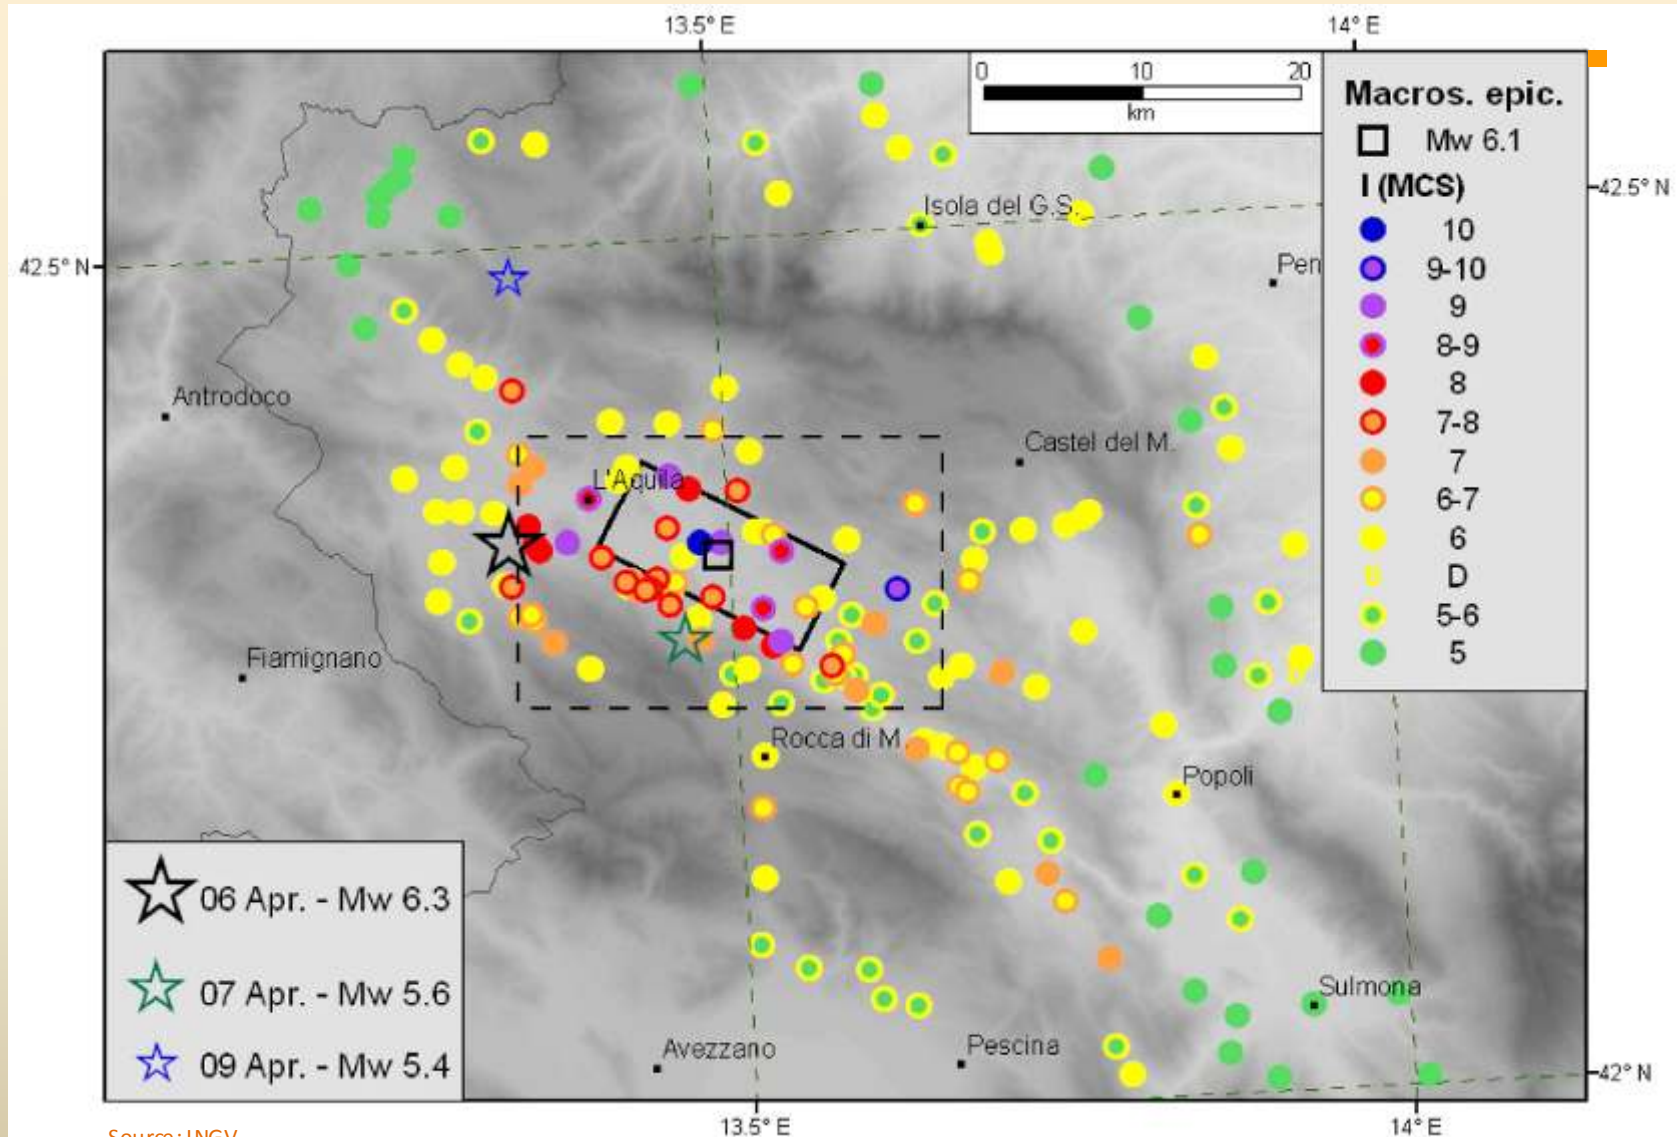 13.5° E
14° E
0 10 20
km
Macros. epic.
Mw 6.1
I (MCS)
10
9-10
9
8-9
8
7-8
7
6-7
6
D
5-6
5
42.5° N
42.5° N
Isola del G.S.
Pen
Antrodoco
Castel del M.
L'Aquila
Fiamignano
Rocca di M.
Popoli
06 Apr. - Mw 6.3
07 Apr. - Mw 5.6
09 Apr. - Mw 5.4
Sulmona
Avezzano
Pescina
42° N
13.5° E
14° E
Source: INGV